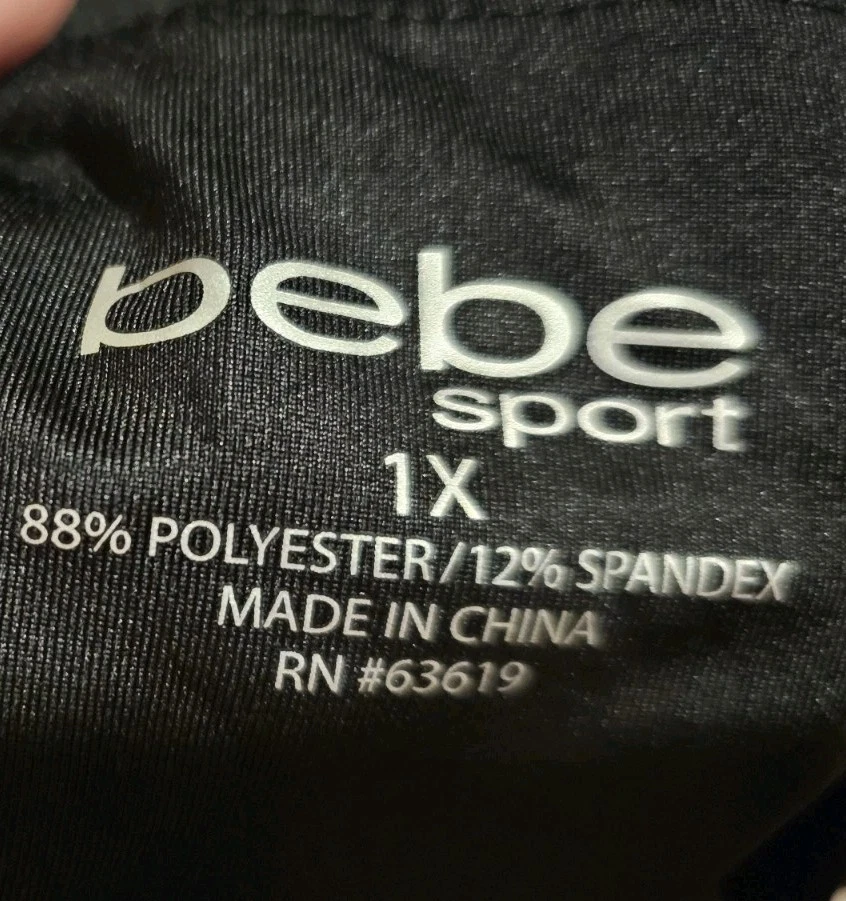 bebe
sport
1X
88% POLYESTER/12% SPANDEX
MADE IN CHINA
RN #63619